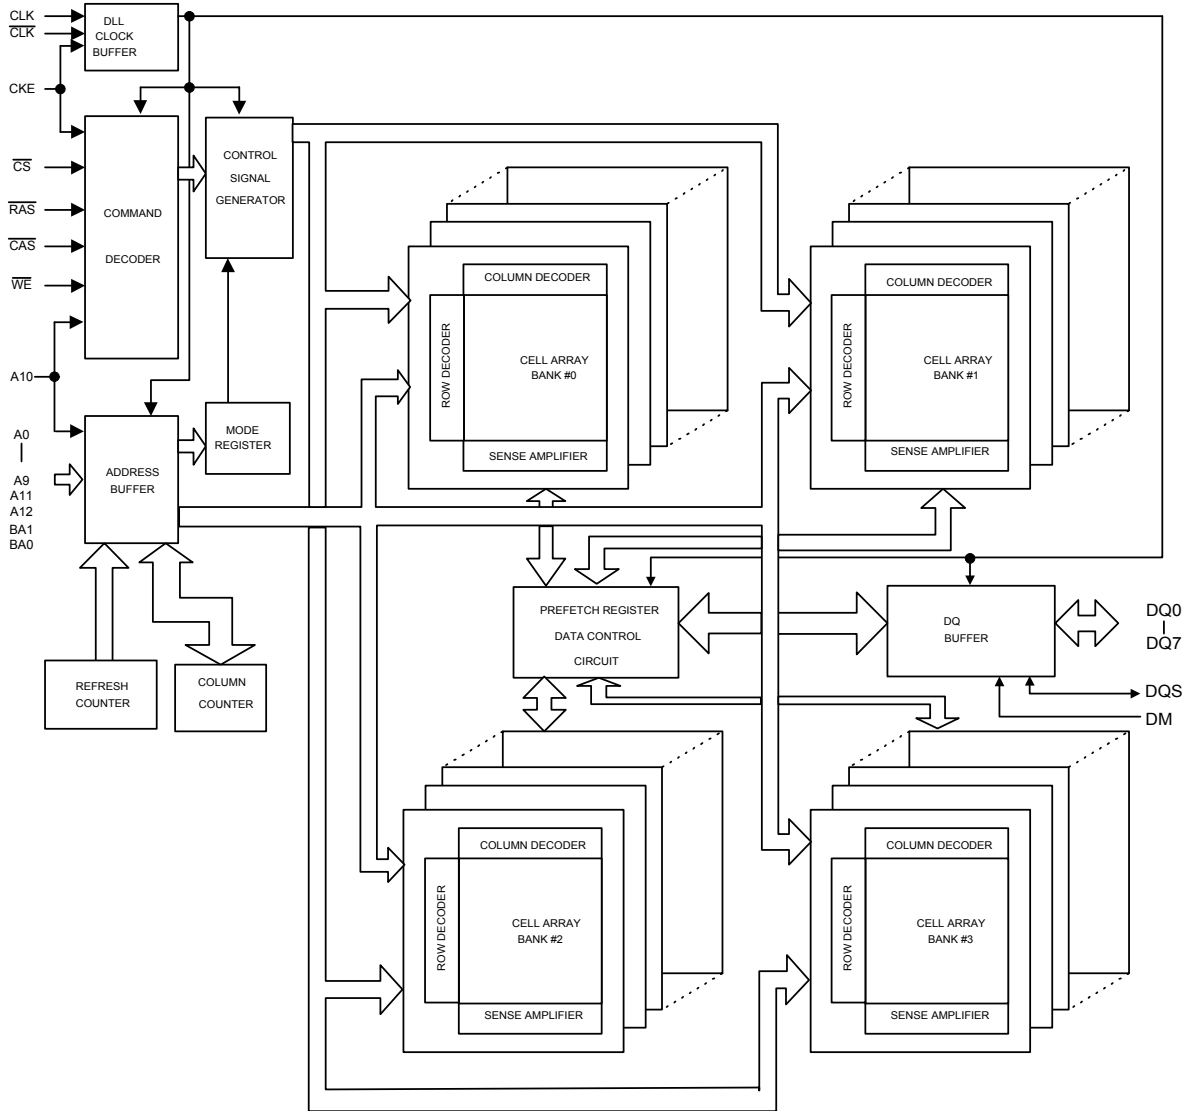 CLK
CLK
DLL
CLOCK
BUFFER
CKE
CS
RAS
CAS
WE
COMMAND
DECODER
CONTROL
SIGNAL
GENERATOR
A10
A0
A9
A11
A12
BA1
BA0
ADDRESS
BUFFER
MODE
REGISTER
REFRESH
COUNTER
COLUMN
COUNTER
COLUMN DECODER
ROW DECODER
CELL ARRAY
BANK #0
SENSE AMPLIFIER
COLUMN DECODER
ROW DECODER
CELL ARRAY
BANK #1
SENSE AMPLIFIER
PREFETCH REGISTER
DATA CONTROL
CIRCUIT
DQ
BUFFER
DQ0
DQ7
DQS
DM
COLUMN DECODER
ROW DECODER
CELL ARRAY
BANK #2
SENSE AMPLIFIER
COLUMN DECODER
ROW DECODER
CELL ARRAY
BANK #3
SENSE AMPLIFIER